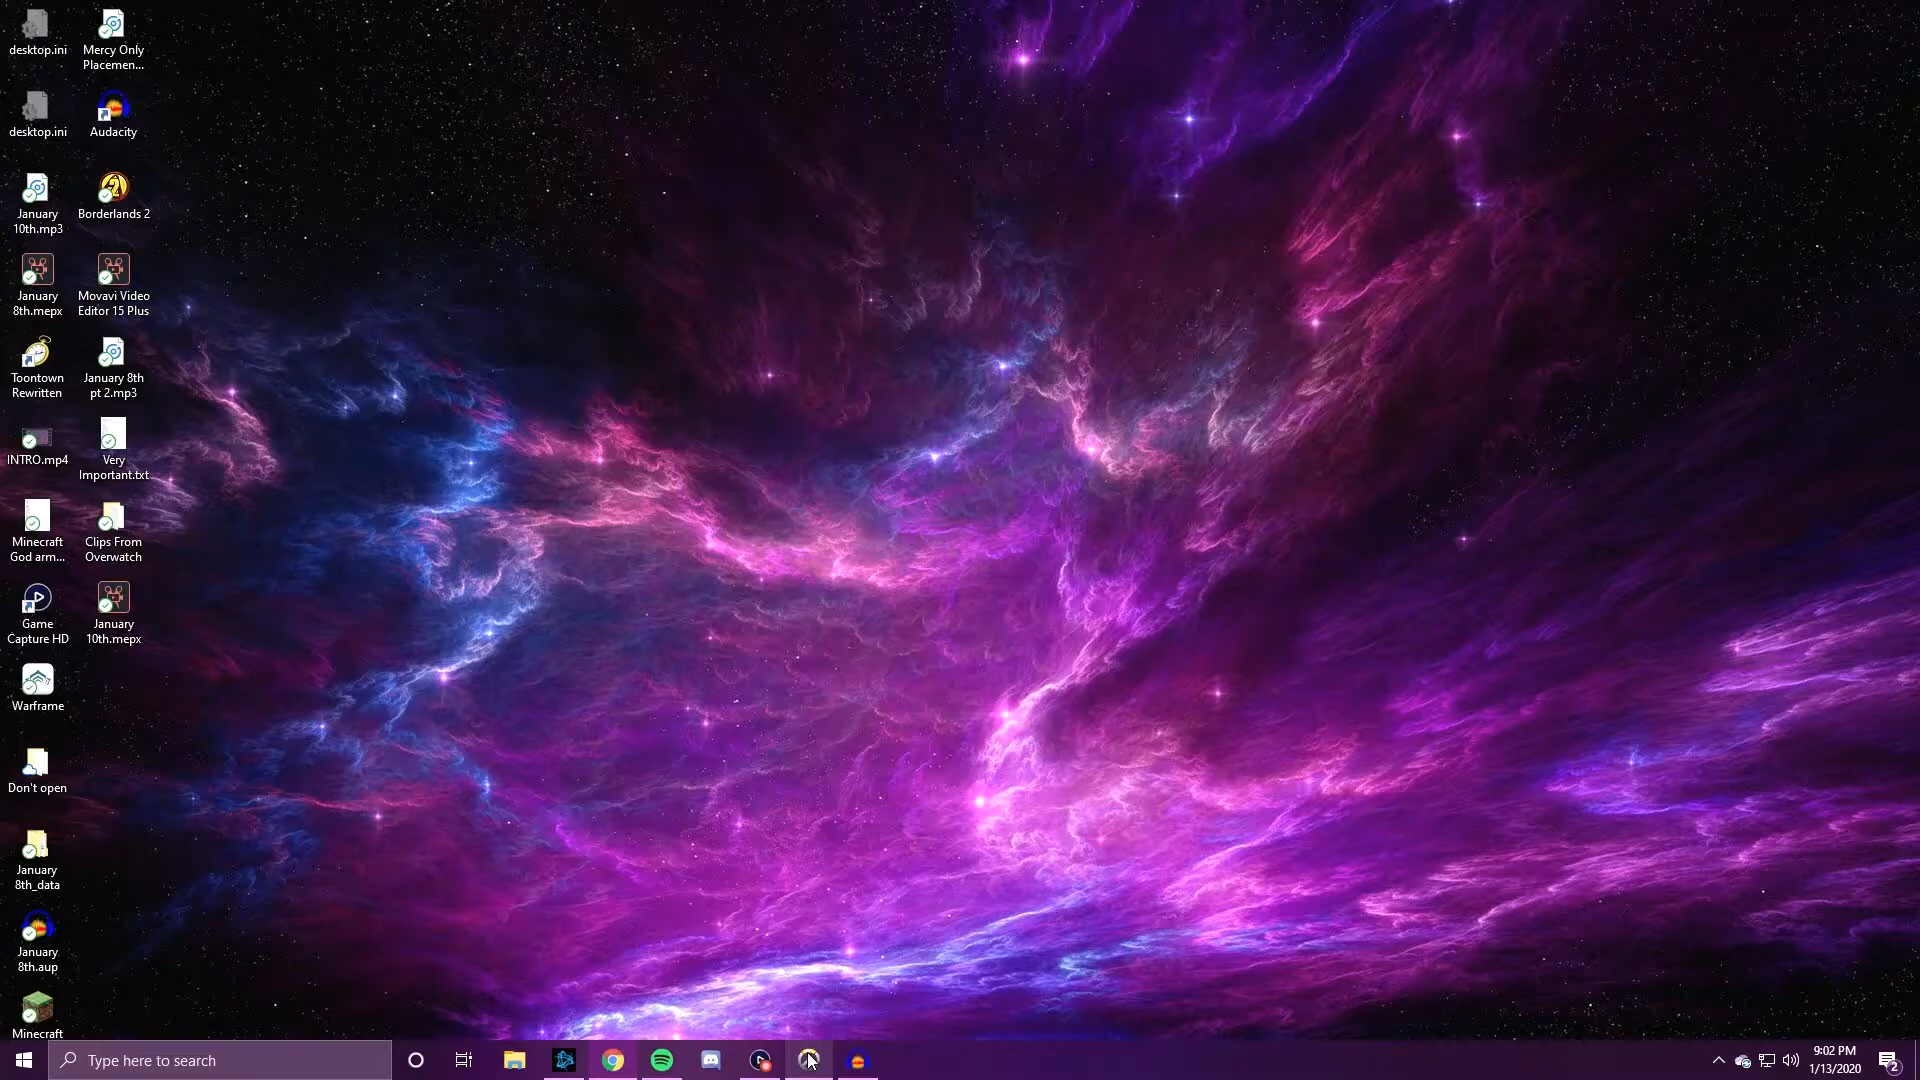 desktop.ini
Mercy Only
Placemen...
desktop.ini
Audacity
January
10th.mp3
Borderlands 2
January
8th.mepx
Movavi Video
Editor 15 Plus
Toontown
Rewritten
January 8th
pt 2.mp3
INTRO.mp4
Very
Important.txt
Minecraft
God arm...
Clips From
Overwatch
Game
Capture HD
January
10th.mepx
Warframe
Don't open
January
8th_data
January
8th.aup
Minecraft
Type here to search
9:02 PM
1/13/2020
2